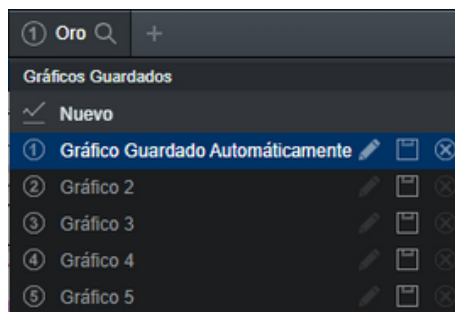 1 Oro +
Gráficos Guardados
Nuevo
1 Gráfico Guardado Automáticamente
2 Gráfico 2
3 Gráfico 3
4 Gráfico 4
5 Gráfico 5